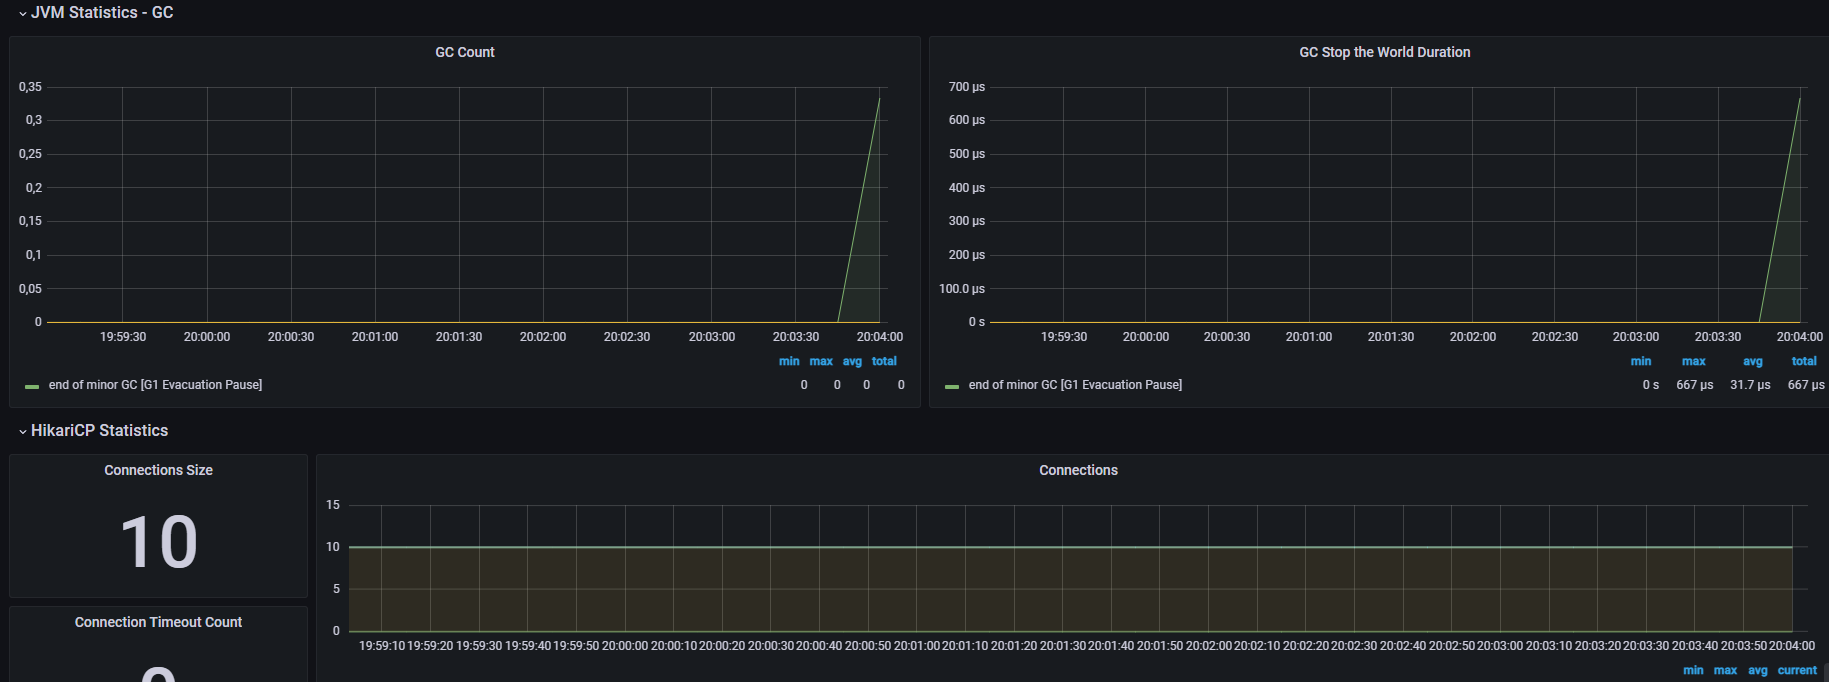 JVM Statistics - GC
GC Count
0,35
0,3
0,25
0,2
0,15
0,1
0,05
0
19:59:30 20:00:00 20:00:30 20:01:00 20:01:30 20:02:00 20:02:30 20:03:00 20:03:30 20:04:00
min max avg total
end of minor GC [G1 Evacuation Pause] 0 0 0 0
GC Stop the World Duration
700 µs
600 µs
500 µs
400 µs
300 µs
200 µs
100.0 µs
0 s
19:59:30 20:00:00 20:00:30 20:01:00 20:01:30 20:02:00 20:02:30 20:03:00 20:03:30 20:04:00
min max avg total
end of minor GC [G1 Evacuation Pause] 0 s 667 µs 31.7 µs 667 µs
HikariCP Statistics
Connections Size
10
Connection Timeout Count
Connections
15
10
5
0
19:59:10 19:59:20 19:59:30 19:59:40 19:59:50 20:00:00 20:00:10 20:00:20 20:00:30 20:00:40 20:00:50 20:01:00 20:01:10 20:01:20 20:01:30 20:01:40 20:01:50 20:02:00 20:02:10 20:02:20 20:02:30 20:02:40 20:02:50 20:03:00 20:03:10 20:03:20 20:03:30 20:03:40 20:03:50 20:04:00
min max avg current